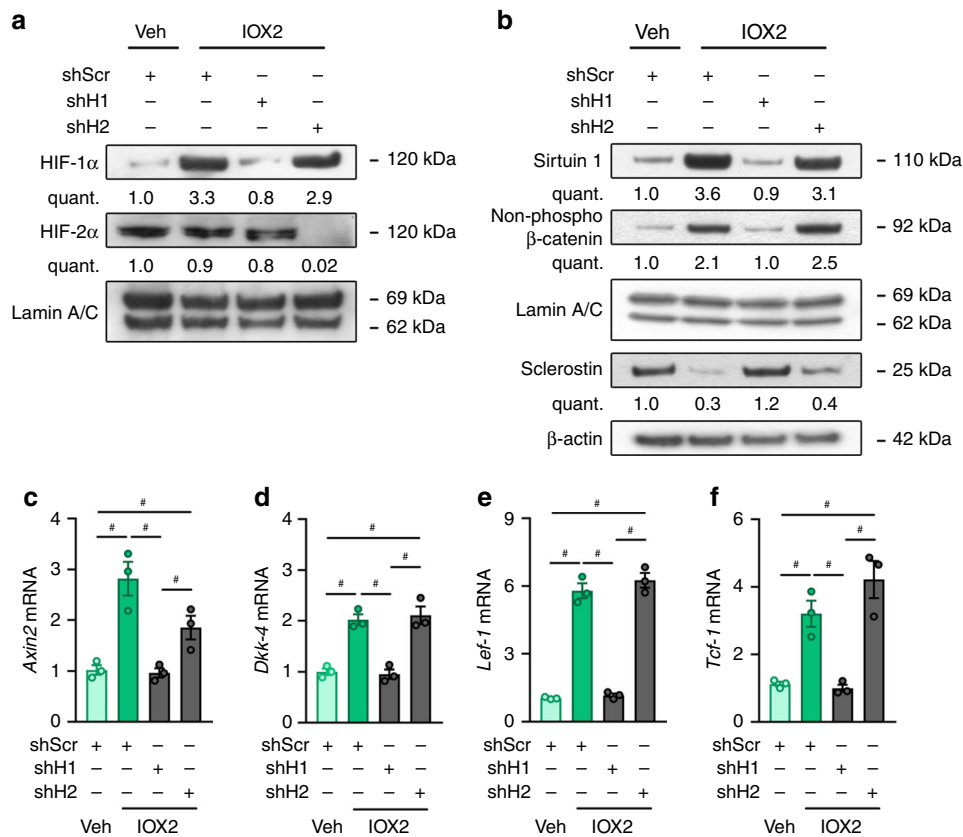 a
Veh IOX2
shScr + + – –
shH1 – – + –
shH2 – – – +
HIF-1α – 120 kDa
quant. 1.0 3.3 0.8 2.9
HIF-2α – 120 kDa
quant. 1.0 0.9 0.8 0.02
Lamin A/C – 69 kDa
– 62 kDa
b
Veh IOX2
shScr + + – –
shH1 – – + –
shH2 – – – +
Sirtuin 1 – 110 kDa
quant. 1.0 3.6 0.9 3.1
Non-phospho
β-catenin – 92 kDa
quant. 1.0 2.1 1.0 2.5
Lamin A/C – 69 kDa
– 62 kDa
Sclerostin – 25 kDa
quant. 1.0 0.3 1.2 0.4
β-actin – 42 kDa
c
Axin2 mRNA
4
3
2
1
0
#
# #
#
shScr + + – –
shH1 – – + –
shH2 – – – +
Veh IOX2
d
Dkk-4 mRNA
4
3
2
1
0
#
#
# #
+ + – –
– – + –
– – – +
Veh IOX2
e
Lef-1 mRNA
9
6
3
0
#
#
# #
shScr + + – –
shH1 – – + –
shH2 – – – +
Veh IOX2
f
Tcf-1 mRNA
6
4
2
0
#
#
# #
+ + – –
– – + –
– – – +
Veh IOX2